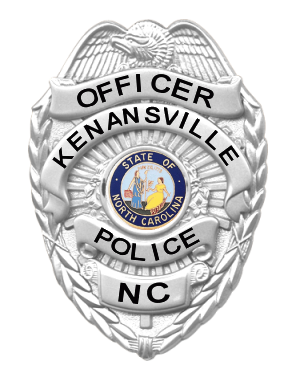 OFFICER
KENANSVILLE
STATE OF
NORTH CAROLINA
POLICE
NC